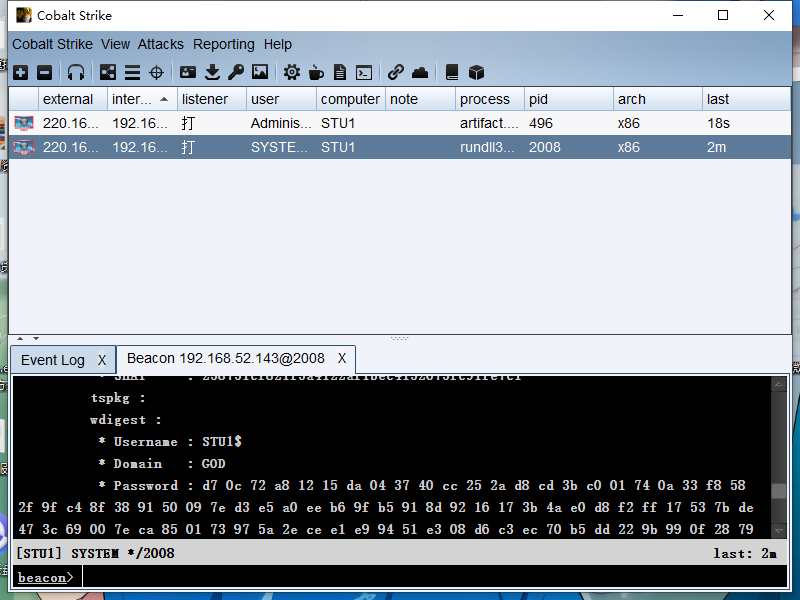 Cobalt Strike
Cobalt Strike View Attacks Reporting Help
external inter... listener user computer note process pid arch last
220.16... 192.16... 打 Adminis... STU1 artifact.... 496 x86 18s
220.16... 192.16... 打 SYSTE... STU1 rundll3... 2008 x86 2m
Event Log X Beacon 192.168.52.143@2008 X
tspkg :
wdigest :
* Username : STU1$
* Domain : GOD
* Password : d7 0c 72 a8 12 15 da 04 37 40 cc 25 2a d8 cd 3b c0 01 74 0a 33 f8 58
2f 9f c4 8f 38 91 50 09 7e d3 e5 a0 ee b6 9f b5 91 8d 92 16 17 3b 4a e0 d8 f2 ff 17 53 7b de
47 3c 69 00 7e ca 85 01 73 97 5a 2e ce e1 e9 94 51 e3 08 d6 c3 ec 70 b5 dd 22 9b 99 0f 28 79
[STU1] SYSTEM */2008 last: 2m
beacon>